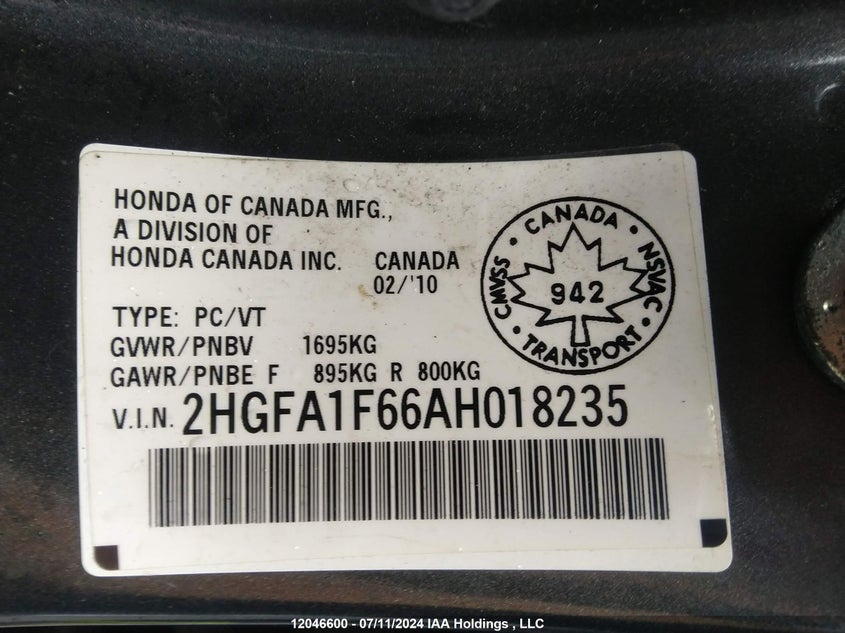 HONDA OF CANADA MFG.,
A DIVISION OF
HONDA CANADA INC. CANADA
02/'10
TYPE: PC/VT
GVWR/PNBV 1695KG
GAWR/PNBE F 895KG R 800KG
V.I.N. 2HGFA1F66AH018235
CANADA • NSVAC • TRANSPORT • CMVSS •
942
12046600 - 07/11/2024 IAA Holdings , LLC